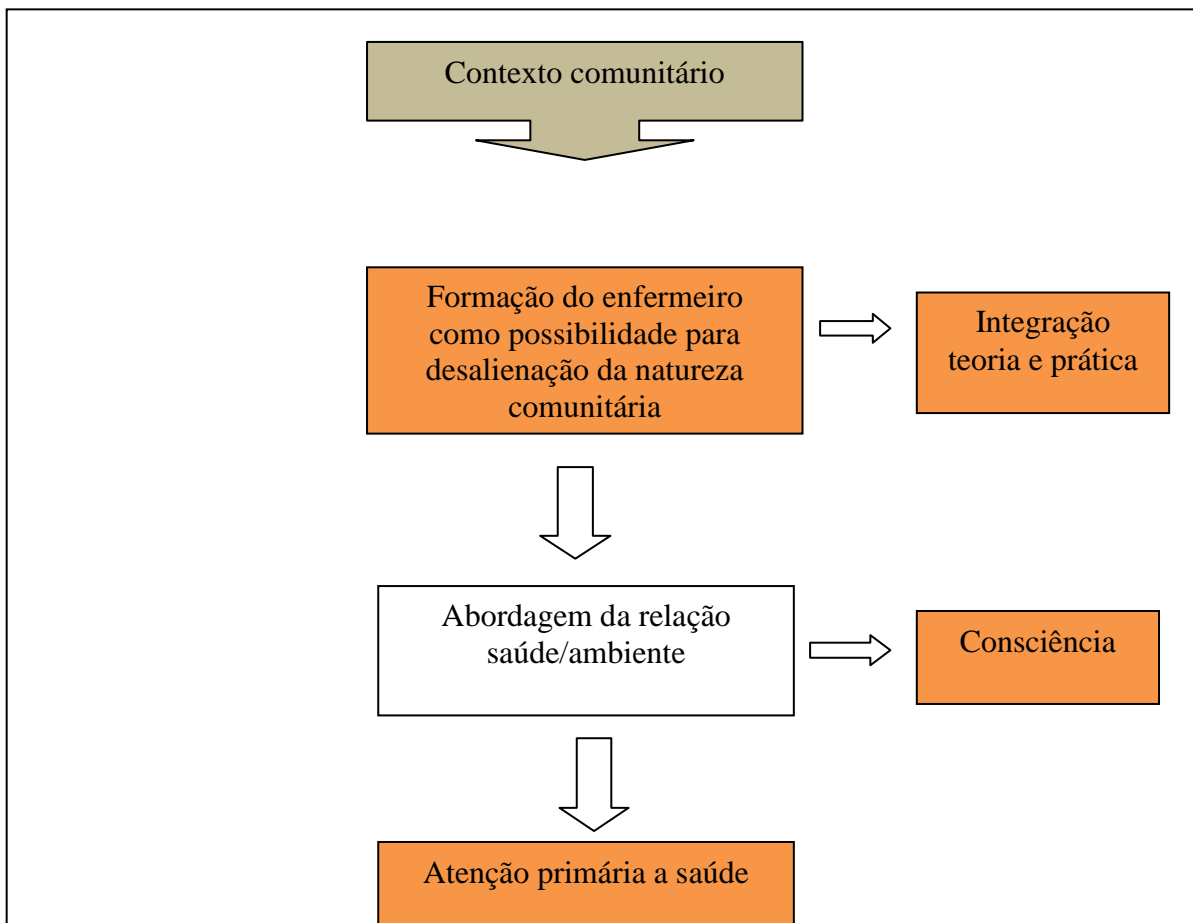 Contexto comunitário
Formação do enfermeiro
como possibilidade para
desalienação da natureza
comunitária
Integração
teoria e prática
Abordagem da relação
saúde/ambiente
Consciência
Atenção primária a saúde